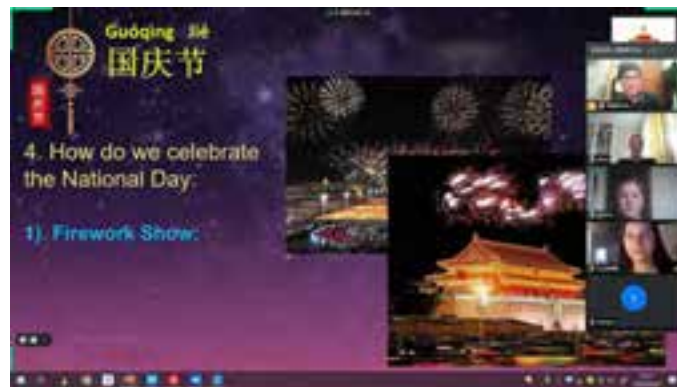 Guóqìng Jié
国庆节
4. How do we celebrate
the National Day:
1). Firework Show: